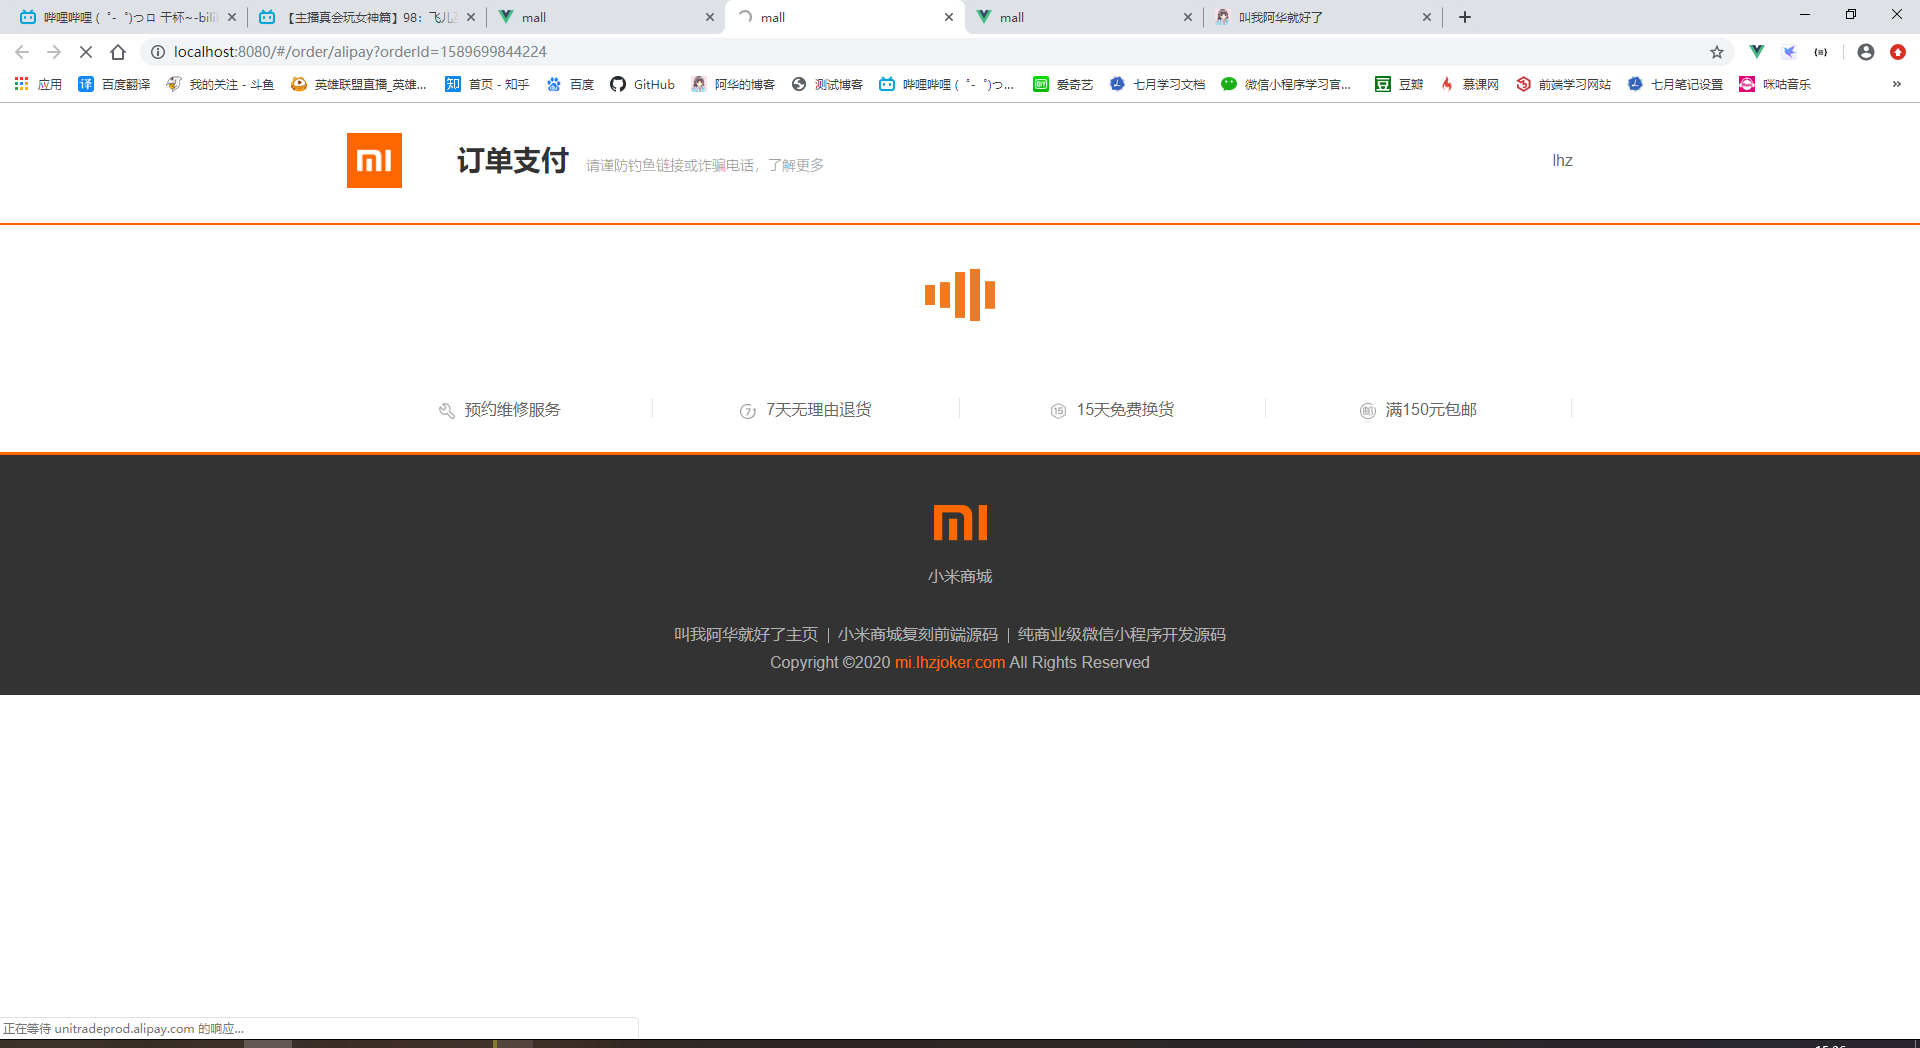 哔哩哔哩 (゜-゜)つロ 干杯~-bili
【主播真会玩女神篇】98：飞儿
mall
mall
mall
叫我阿华就好了
localhost:8080/#/order/alipay?orderId=1589699844224
应用
百度翻译
我的关注 - 斗鱼
英雄联盟直播_英雄...
首页 - 知乎
百度
GitHub
阿华的博客
测试博客
哔哩哔哩 (゜-゜)つ...
爱奇艺
七月学习文档
微信小程序学习官...
豆瓣
慕课网
前端学习网站
七月笔记设置
咪咕音乐
»
订单支付
请谨防钓鱼链接或诈骗电话，了解更多
lhz
预约维修服务
7天无理由退货
15天免费换货
满150元包邮
小米商城
叫我阿华就好了主页 | 小米商城复刻前端源码 | 纯商业级微信小程序开发源码
Copyright ©2020 mi.lhzjoker.com All Rights Reserved
正在等待 unitradeprod.alipay.com 的响应...